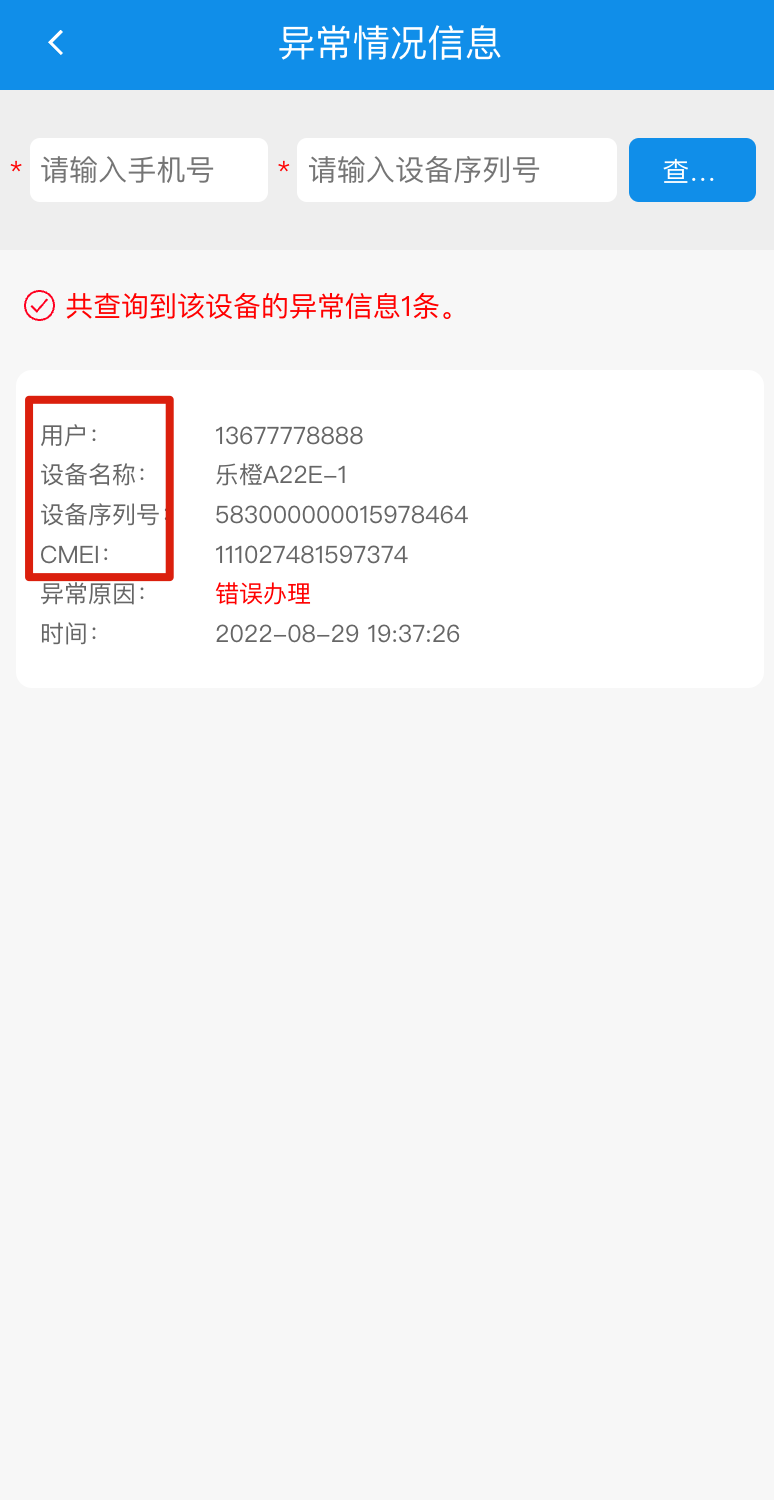 异常情况信息
* 请输入手机号 * 请输入设备序列号 查...
共查询到该设备的异常信息1条。
用户： 13677778888
设备名称： 乐橙A22E-1
设备序列号： 583000000015978464
CMEI： 111027481597374
异常原因： 错误办理
时间： 2022-08-29 19:37:26